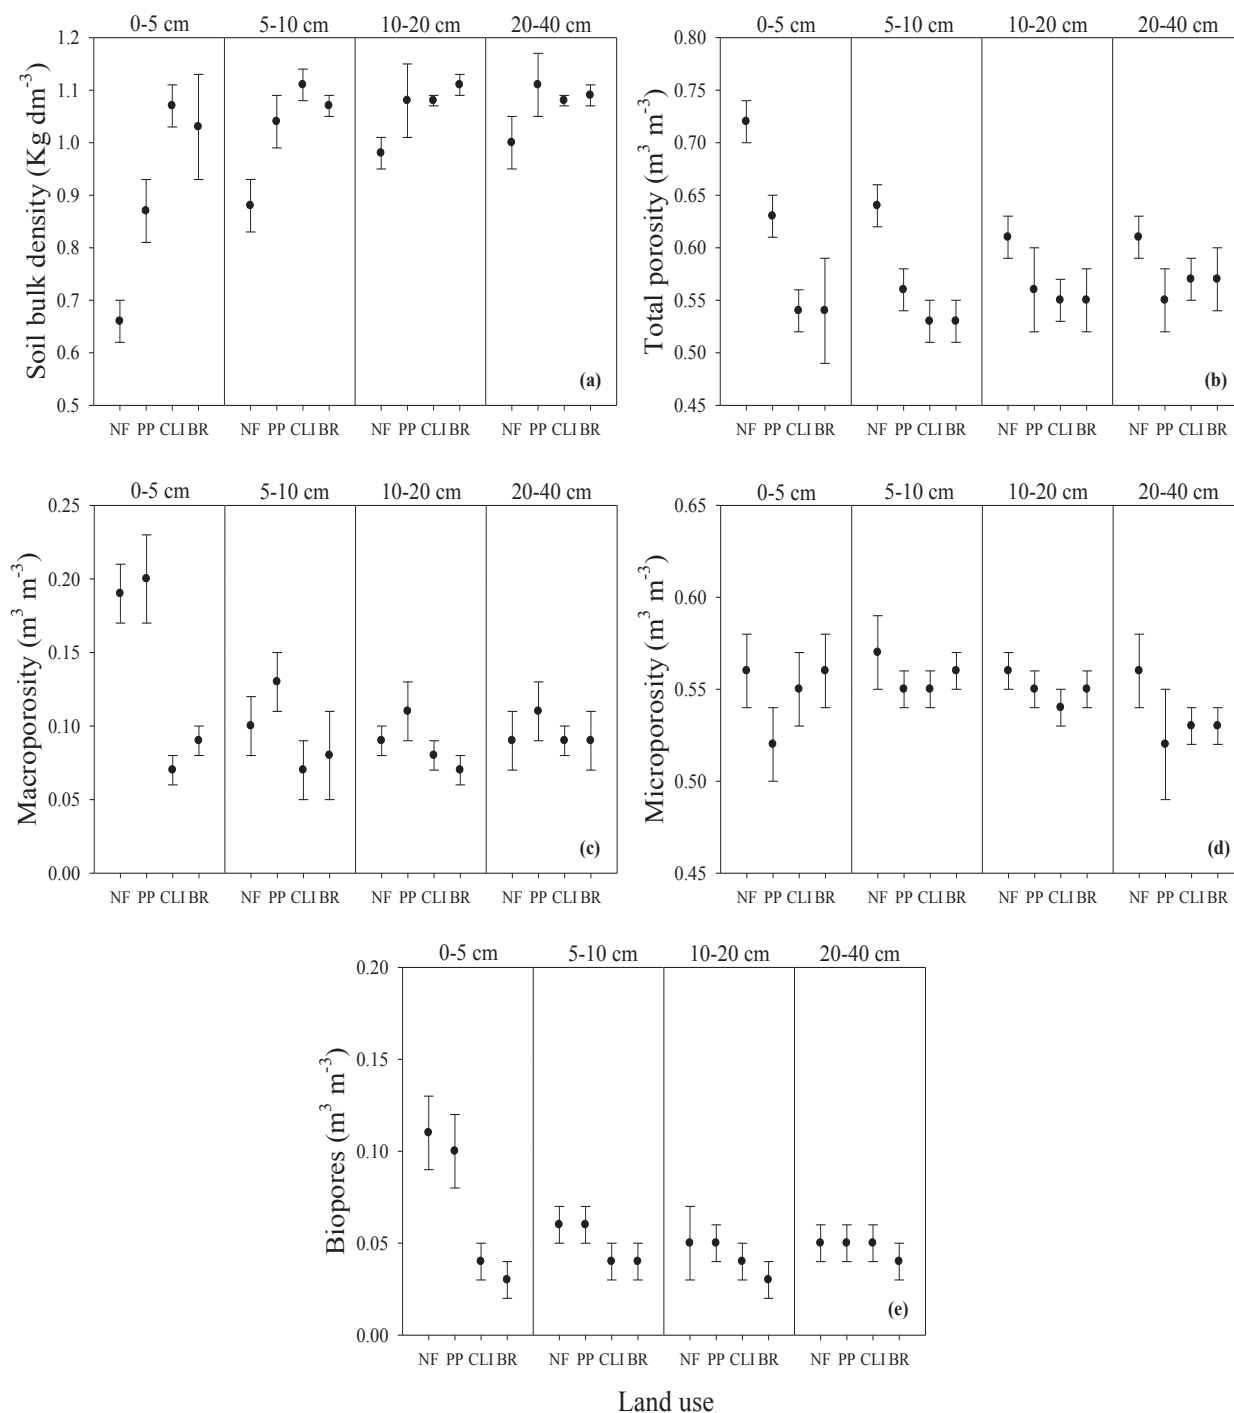 0-5 cm 5-10 cm 10-20 cm 20-40 cm
Soil bulk density (Kg dm-3)
1.2
1.1
1.0
0.9
0.8
0.7
0.6
0.5
(a)
NF PP CLI BR NF PP CLI BR NF PP CLI BR NF PP CLI BR
0-5 cm 5-10 cm 10-20 cm 20-40 cm
Total porosity (m3 m-3)
0.80
0.75
0.70
0.65
0.60
0.55
0.50
0.45
(b)
NF PP CLI BR NF PP CLI BR NF PP CLI BR NF PP CLI BR
0-5 cm 5-10 cm 10-20 cm 20-40 cm
Macroporosity (m3 m-3)
0.25
0.20
0.15
0.10
0.05
0.00
(c)
NF PP CLI BR NF PP CLI BR NF PP CLI BR NF PP CLI BR
0-5 cm 5-10 cm 10-20 cm 20-40 cm
Microporosity (m3 m-3)
0.65
0.60
0.55
0.50
0.45
(d)
NF PP CLI BR NF PP CLI BR NF PP CLI BR NF PP CLI BR
0-5 cm 5-10 cm 10-20 cm 20-40 cm
Biopores (m3 m-3)
0.20
0.15
0.10
0.05
0.00
(e)
NF PP CLI BR NF PP CLI BR NF PP CLI BR NF PP CLI BR
Land use